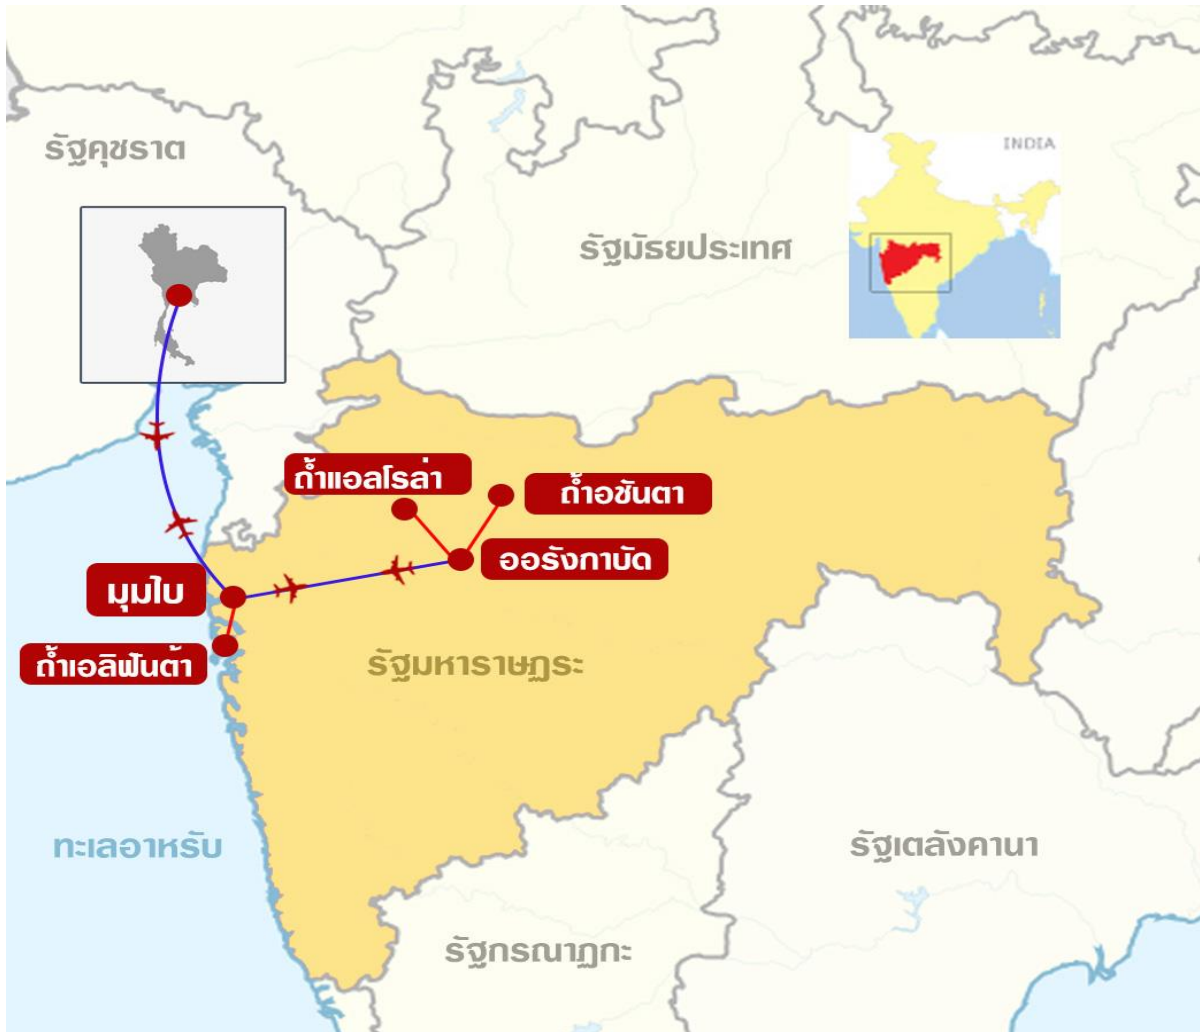 รัฐคุชราต
INDIA
รัฐมัธยประเทศ
ถ้ำแอลโรล่า
ถ้ำอชันตา
ออรังกาบัด
มุมไบ
ถ้ำเอลิฟันต้า
รัฐมหาราษฏระ
ทะเลอาหรับ
รัฐเตลังคานา
รัฐกรณาฏกะ